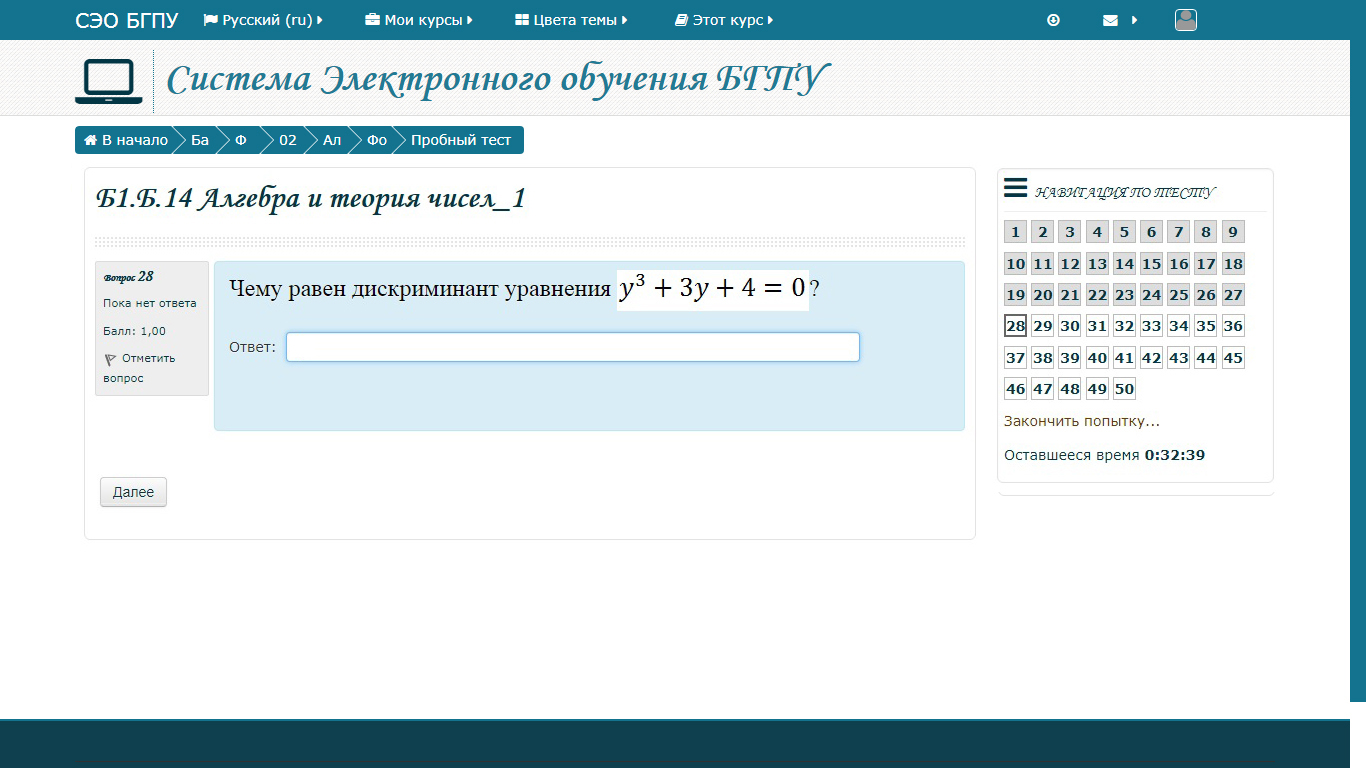 СЭО БГПУ Русский (ru) Мои курсы Цвета темы Этот курс
Система Электронного обучения БГПУ
В начало Ба Ф 02 Ал Фо Пробный тест
Б1.Б.14 Алгебра и теория чисел_1
Вопрос 28
Пока нет ответа
Балл: 1,00
Отметить
вопрос
Чему равен дискриминант уравнения y³ + 3y + 4 = 0?
Ответ:
Далее
НАВИГАЦИЯ ПО ТЕСТУ
1 2 3 4 5 6 7 8 9
10 11 12 13 14 15 16 17 18
19 20 21 22 23 24 25 26 27
28 29 30 31 32 33 34 35 36
37 38 39 40 41 42 43 44 45
46 47 48 49 50
Закончить попытку...
Оставшееся время 0:32:39